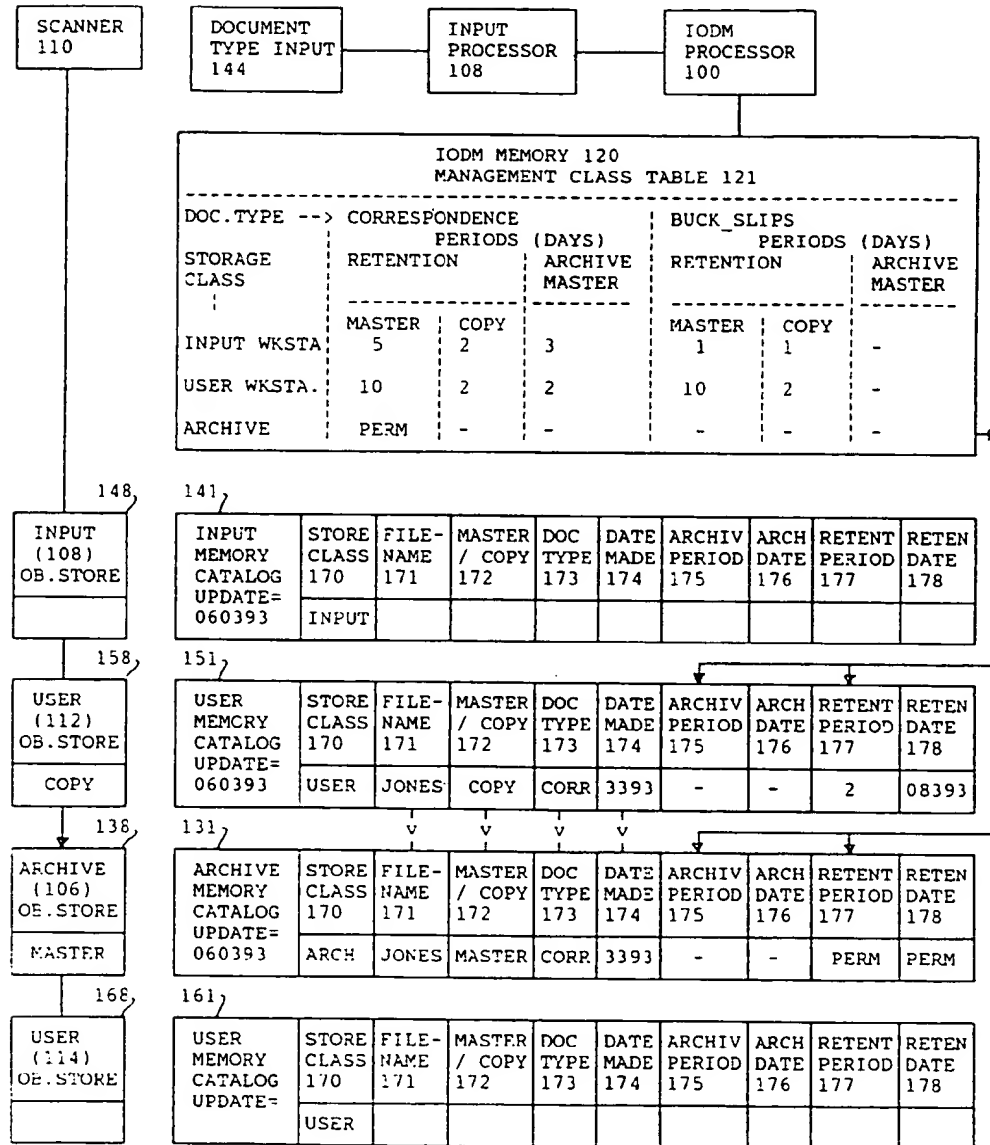 SCANNER
110
DOCUMENT
TYPE INPUT
144
INPUT
PROCESSOR
108
IODM
PROCESSOR
100
IODM MEMORY 120
MANAGEMENT CLASS TABLE 121
DOC.TYPE --> CORRESPONDENCE BUCK_SLIPS
PERIODS (DAYS) PERIODS (DAYS)
STORAGE RETENTION ARCHIVE RETENTION ARCHIVE
CLASS MASTER MASTER
MASTER COPY MASTER COPY
INPUT WKSTA 5 2 3 1 1 -
USER WKSTA. 10 2 2 10 2 -
ARCHIVE PERM - - - - -
148 141
INPUT
(108)
OB.STORE
INPUT STORE FILE- MASTER DOC DATE ARCHIV ARCH RETENT RETEN
MEMORY CLASS NAME / COPY TYPE MADE PERIOD DATE PERIOD DATE
CATALOG 170 171 172 173 174 175 176 177 178
UPDATE=
060393 INPUT
158 151
USER
(112)
OB.STORE
COPY
USER STORE FILE- MASTER DOC DATE ARCHIV ARCH RETENT RETEN
MEMORY CLASS NAME / COPY TYPE MADE PERIOD DATE PERIOD DATE
CATALOG 170 171 172 173 174 175 176 177 178
UPDATE=
060393 USER JONES COPY CORR 3393 - - 2 08393
v v v v
138 131
ARCHIVE
(106)
OB.STORE
MASTER
ARCHIVE STORE FILE- MASTER DOC DATE ARCHIV ARCH RETENT RETEN
MEMORY CLASS NAME / COPY TYPE MADE PERIOD DATE PERIOD DATE
CATALOG 170 171 172 173 174 175 176 177 178
UPDATE=
060393 ARCH JONES MASTER CORR 3393 - - PERM PERM
168 161
USER
(114)
OB.STORE
USER STORE FILE- MASTER DOC DATE ARCHIV ARCH RETENT RETEN
MEMORY CLASS NAME / COPY TYPE MADE PERIOD DATE PERIOD DATE
CATALOG 170 171 172 173 174 175 176 177 178
UPDATE=
USER